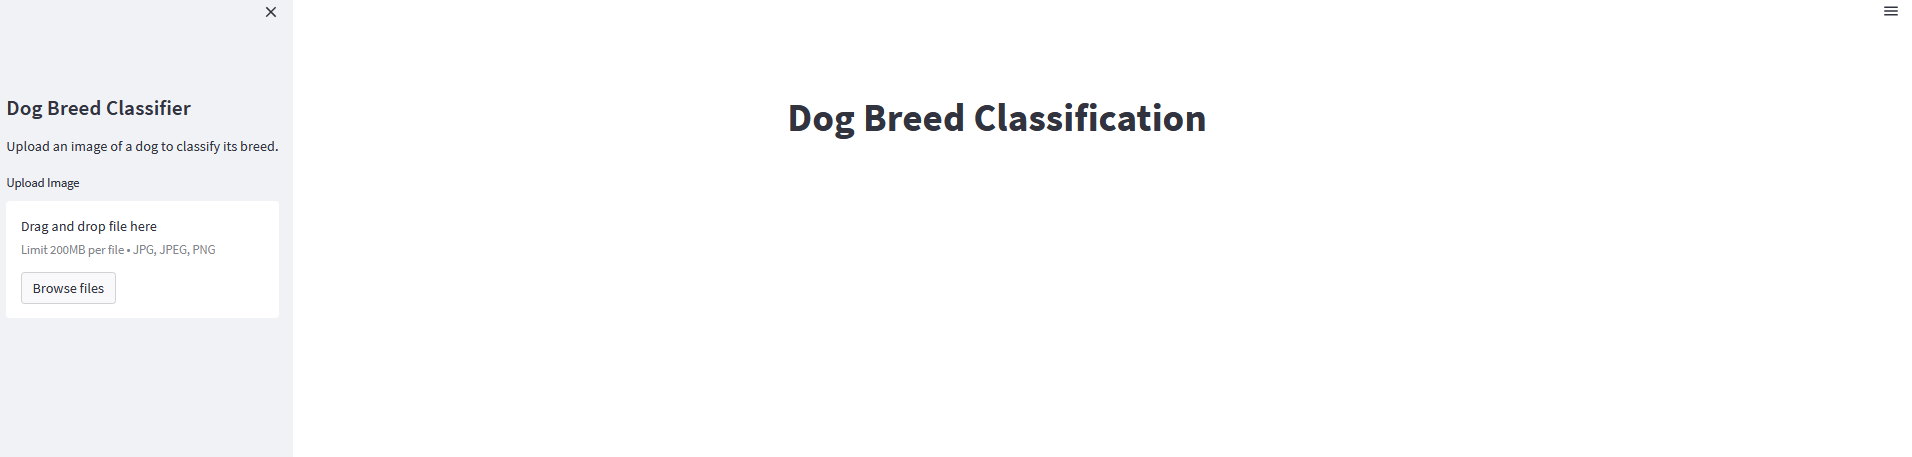 Dog Breed Classifier
Upload an image of a dog to classify its breed.
Upload Image
Drag and drop file here
Limit 200MB per file • JPG, JPEG, PNG
Browse files
Dog Breed Classification